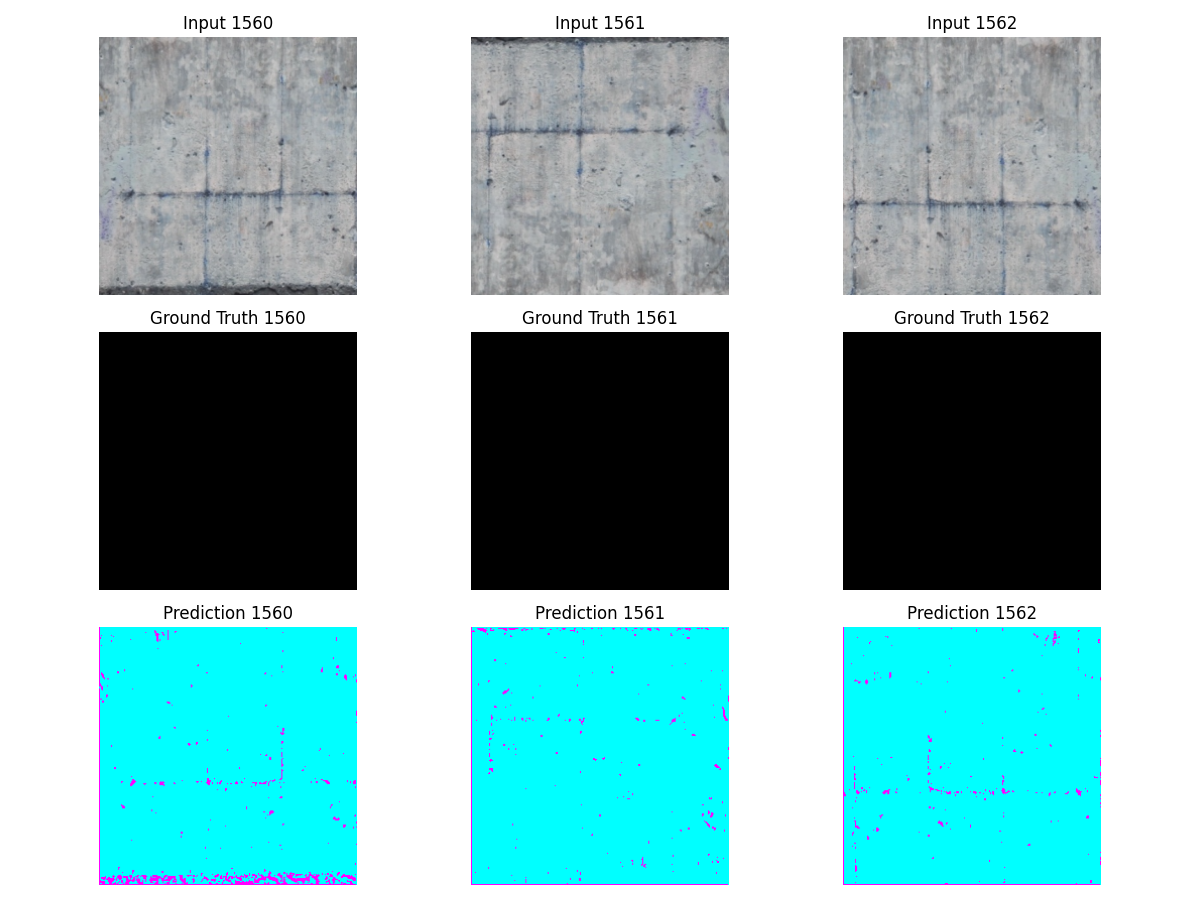 Input 1560
Input 1561
Input 1562
Ground Truth 1560
Ground Truth 1561
Ground Truth 1562
Prediction 1560
Prediction 1561
Prediction 1562